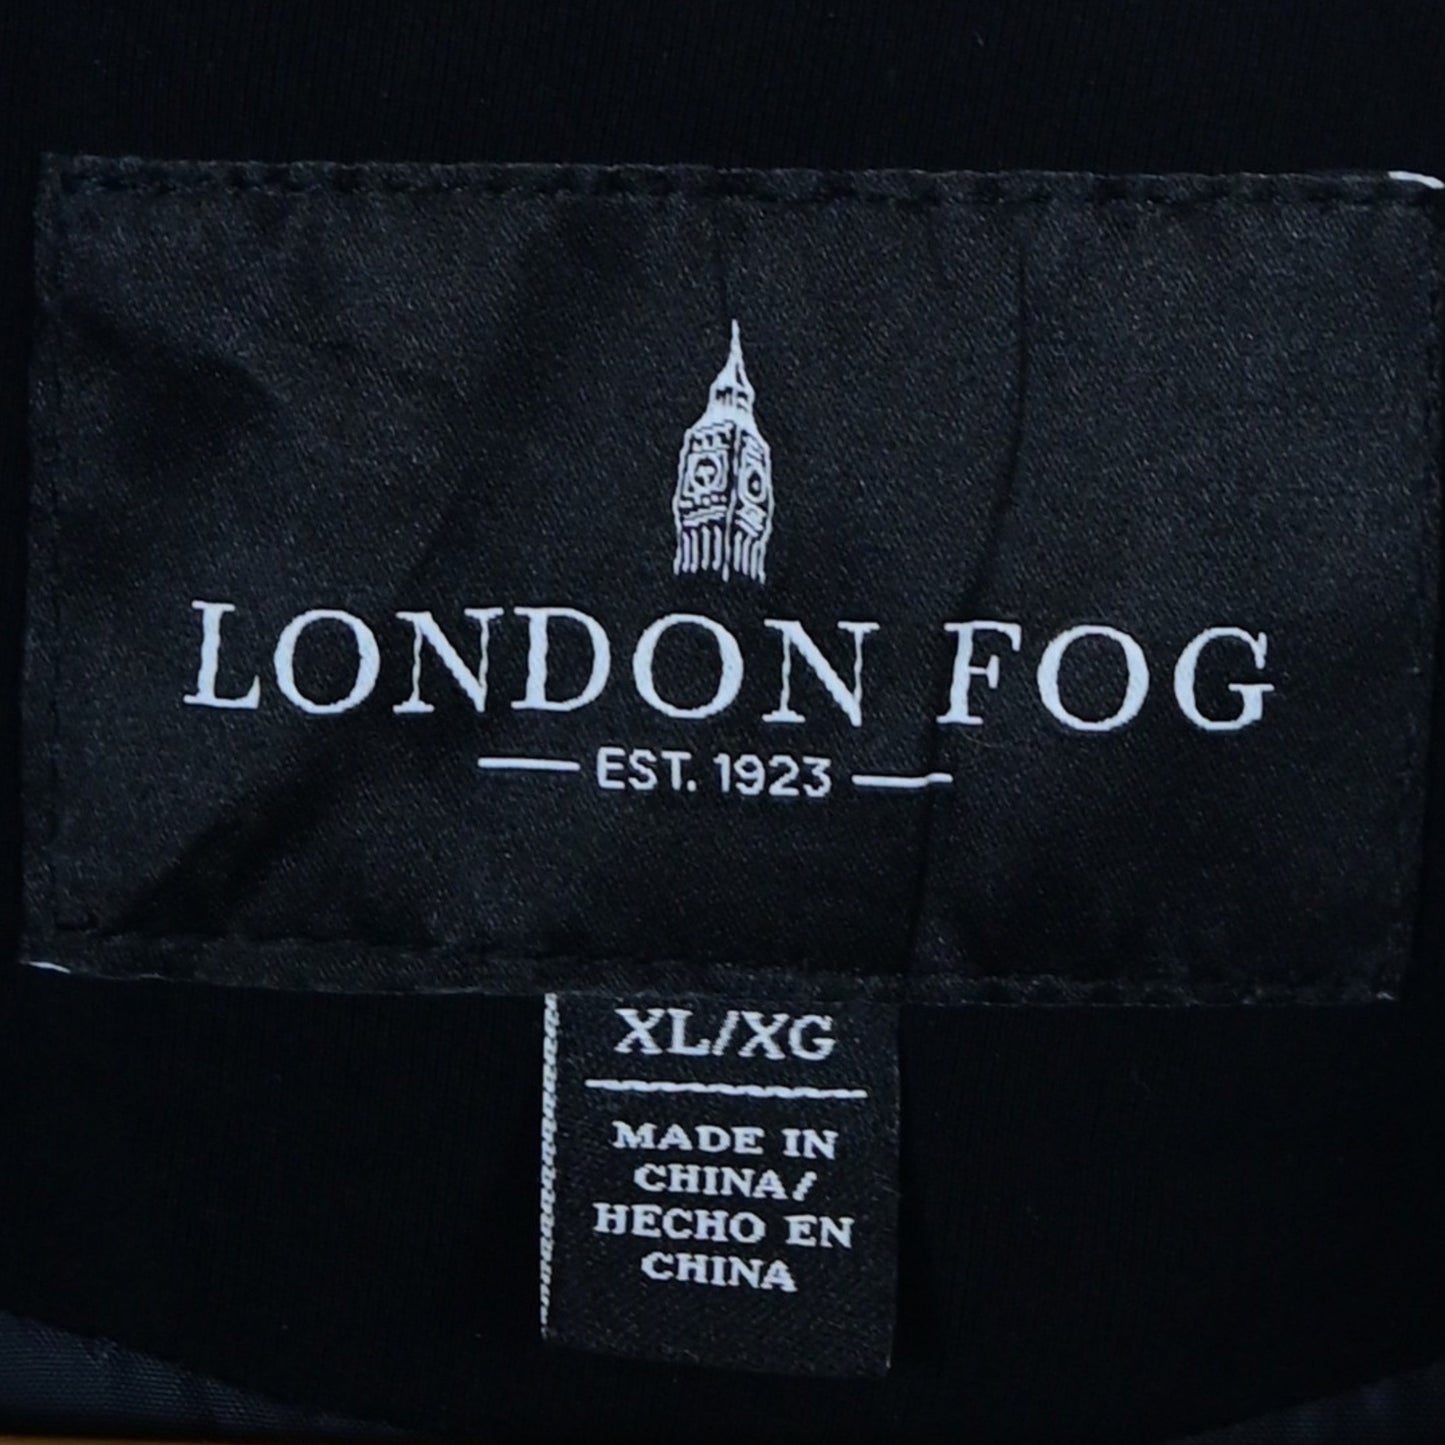 LONDON FOG
EST. 1923
XL/XG
MADE IN
CHINA/
HECHO EN
CHINA